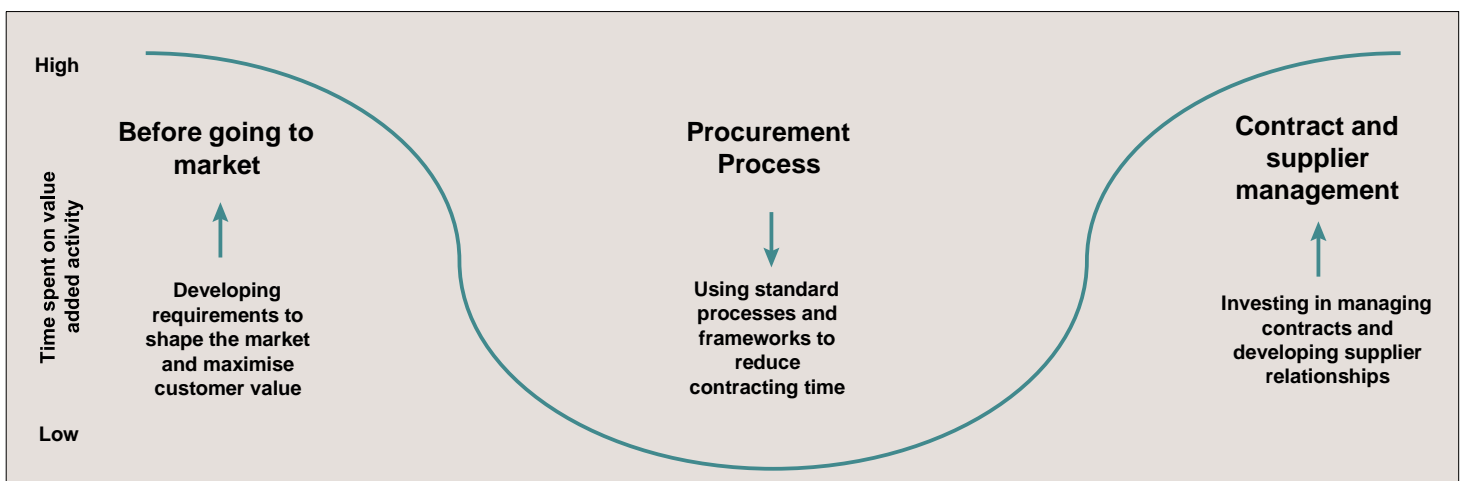 High
Time spent on value
added activity
Low
Before going to
market
Developing
requirements to
shape the market
and maximise
customer value
Procurement
Process
Using standard
processes and
frameworks to
reduce
contracting time
Contract and
supplier
management
Investing in managing
contracts and
developing supplier
relationships